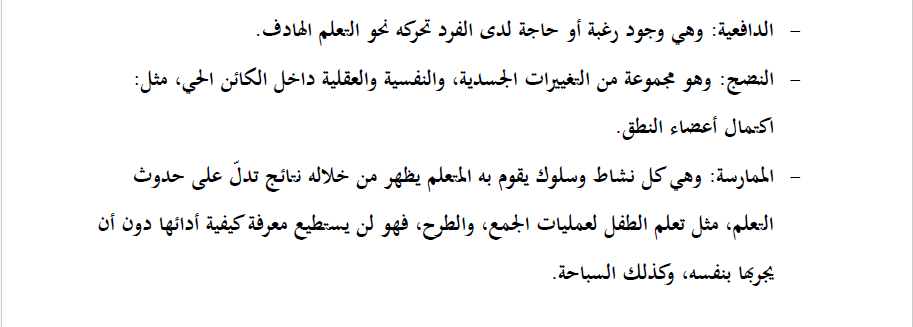 – الدافعية: وهي وجود رغبة أو حاجة لدى الفرد تحركه نحو التعلم الهادف.
– النضج: وهو مجموعة من التغييرات الجسدية، والنفسية والعقلية داخل الكائن الحي، مثل:
اكتمال أعضاء النطق.
– الممارسة: وهي كل نشاط وسلوك يقوم به المتعلم يظهر من خلاله نتائج تدلّ على حدوث
التعلم، مثل تعلم الطفل لعمليات الجمع، والطرح، فهو لن يستطيع معرفة كيفية أدائها دون أن
يجربها بنفسه، وكذلك السباحة.